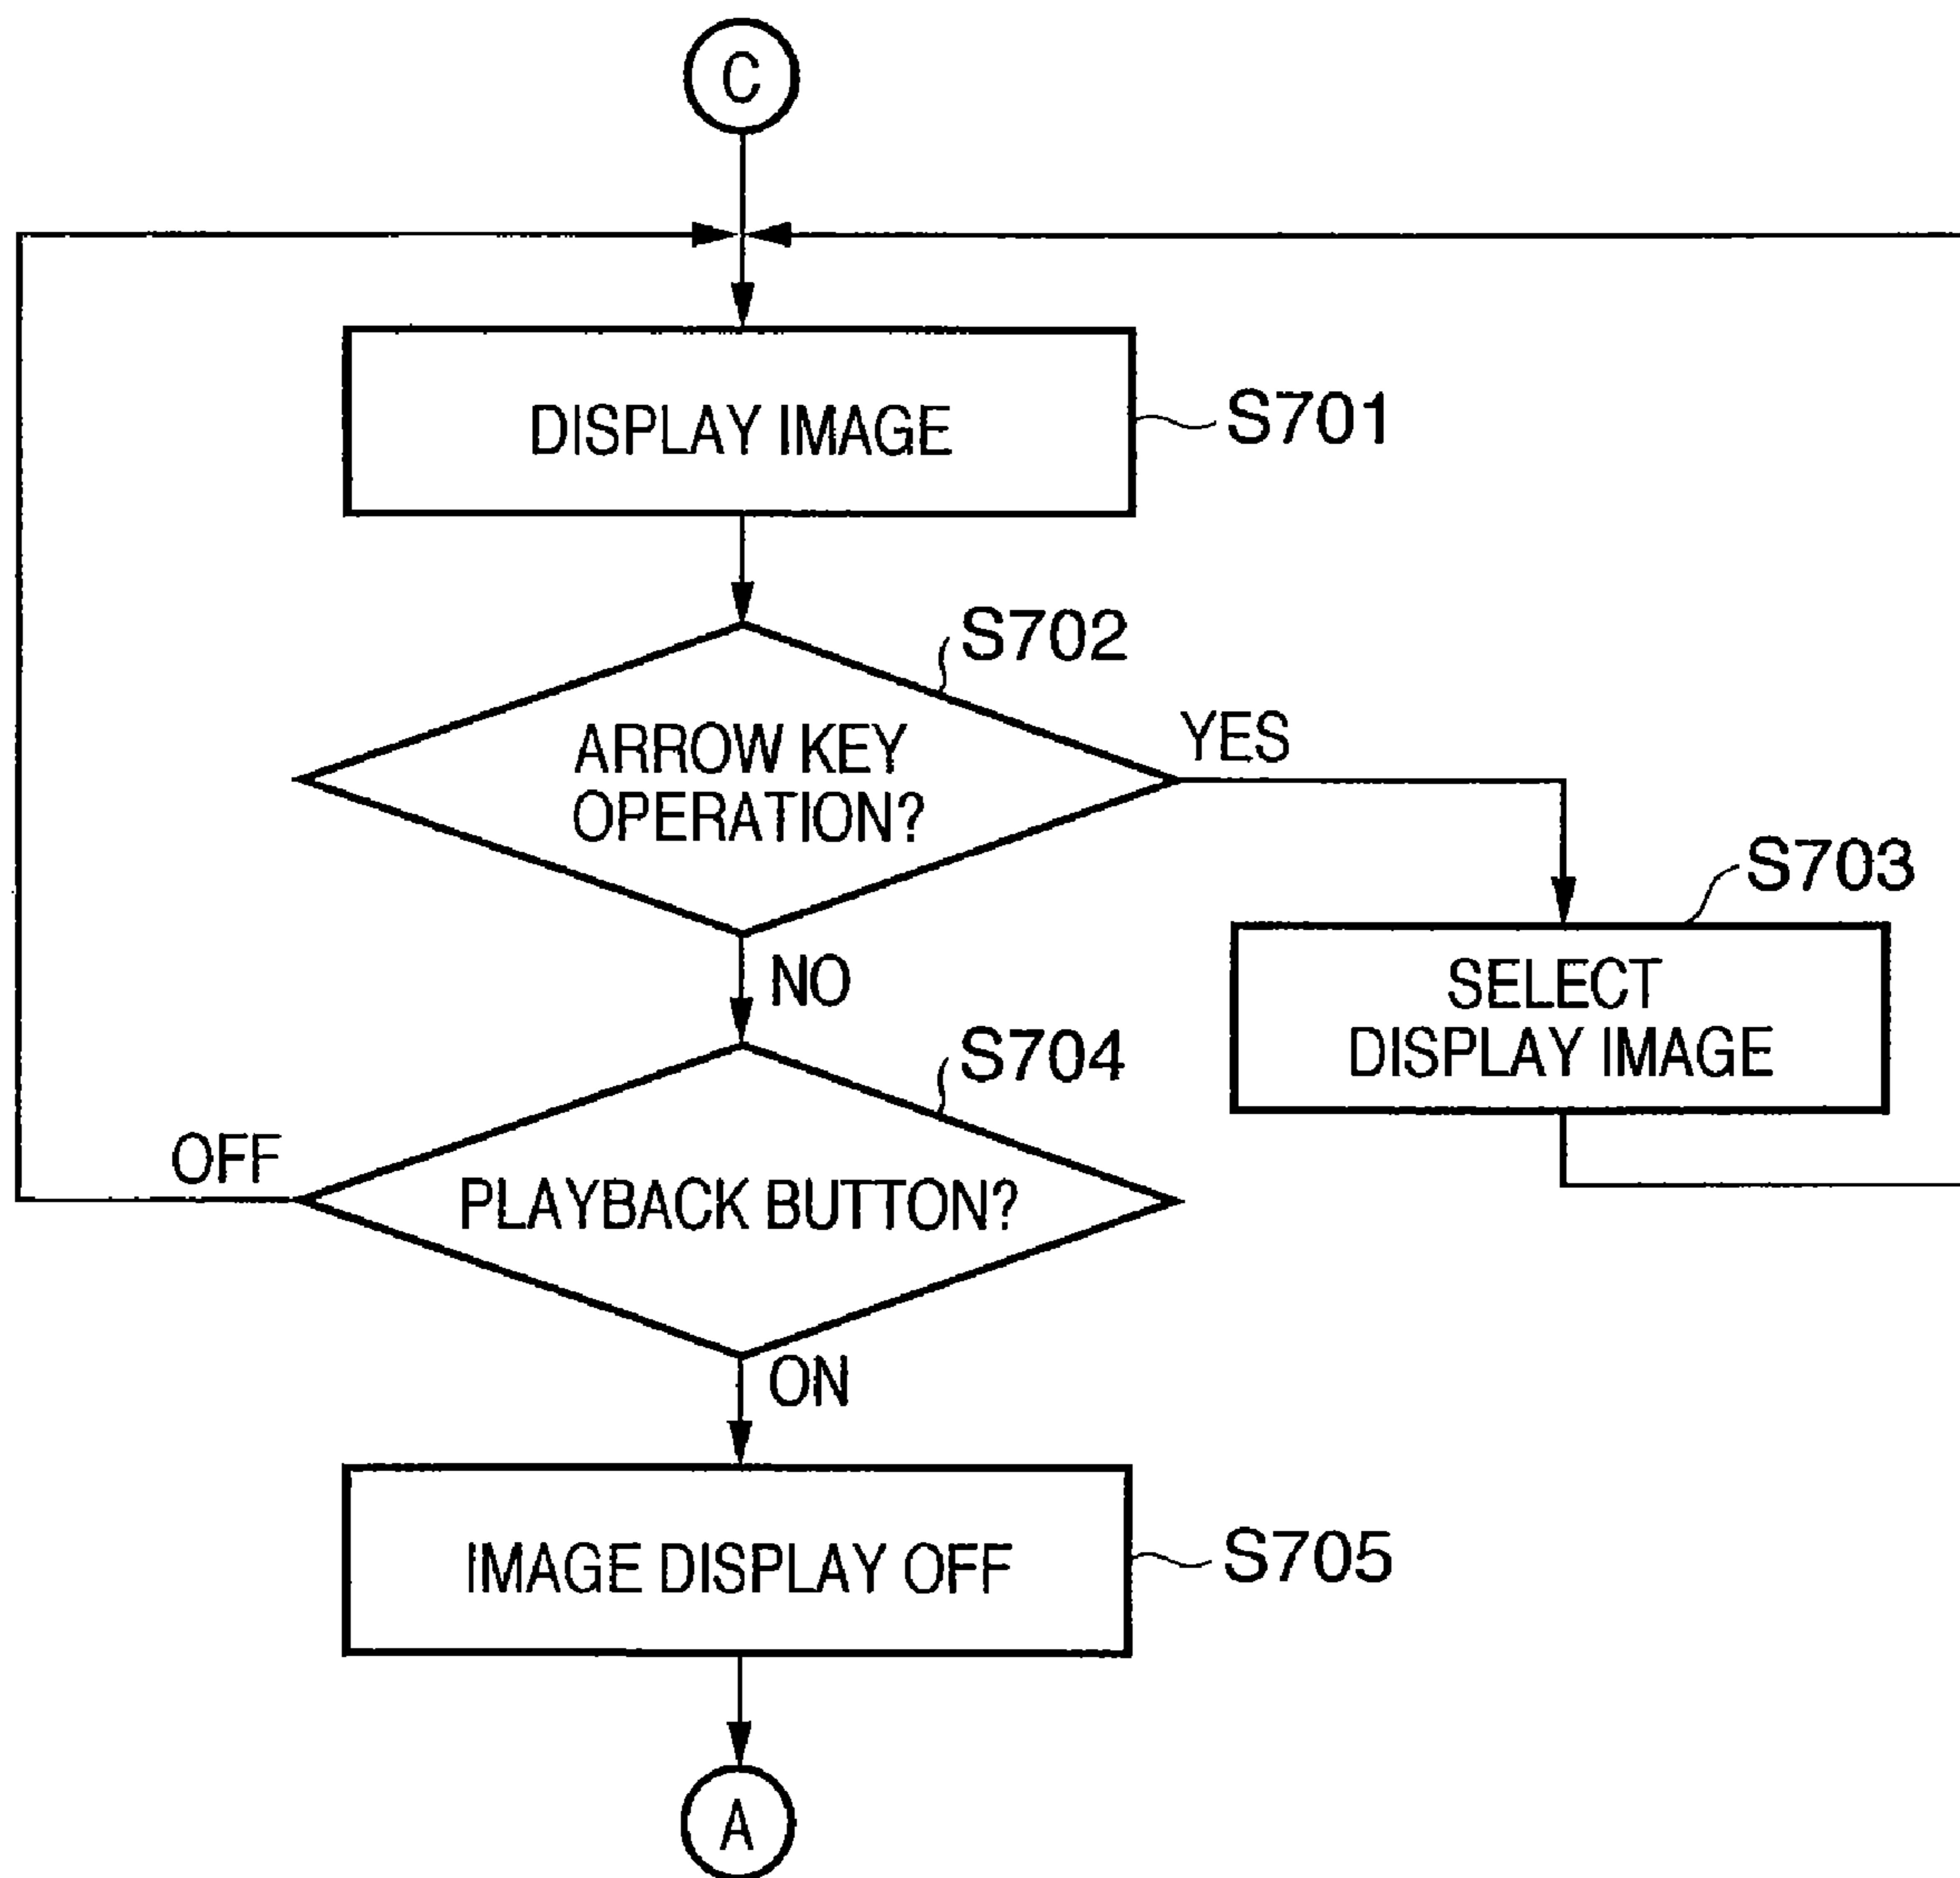 C
DISPLAY IMAGE
S701
S702
ARROW KEY
OPERATION?
YES
S703
SELECT
DISPLAY IMAGE
NO
S704
OFF
PLAYBACK BUTTON?
ON
IMAGE DISPLAY OFF
S705
A